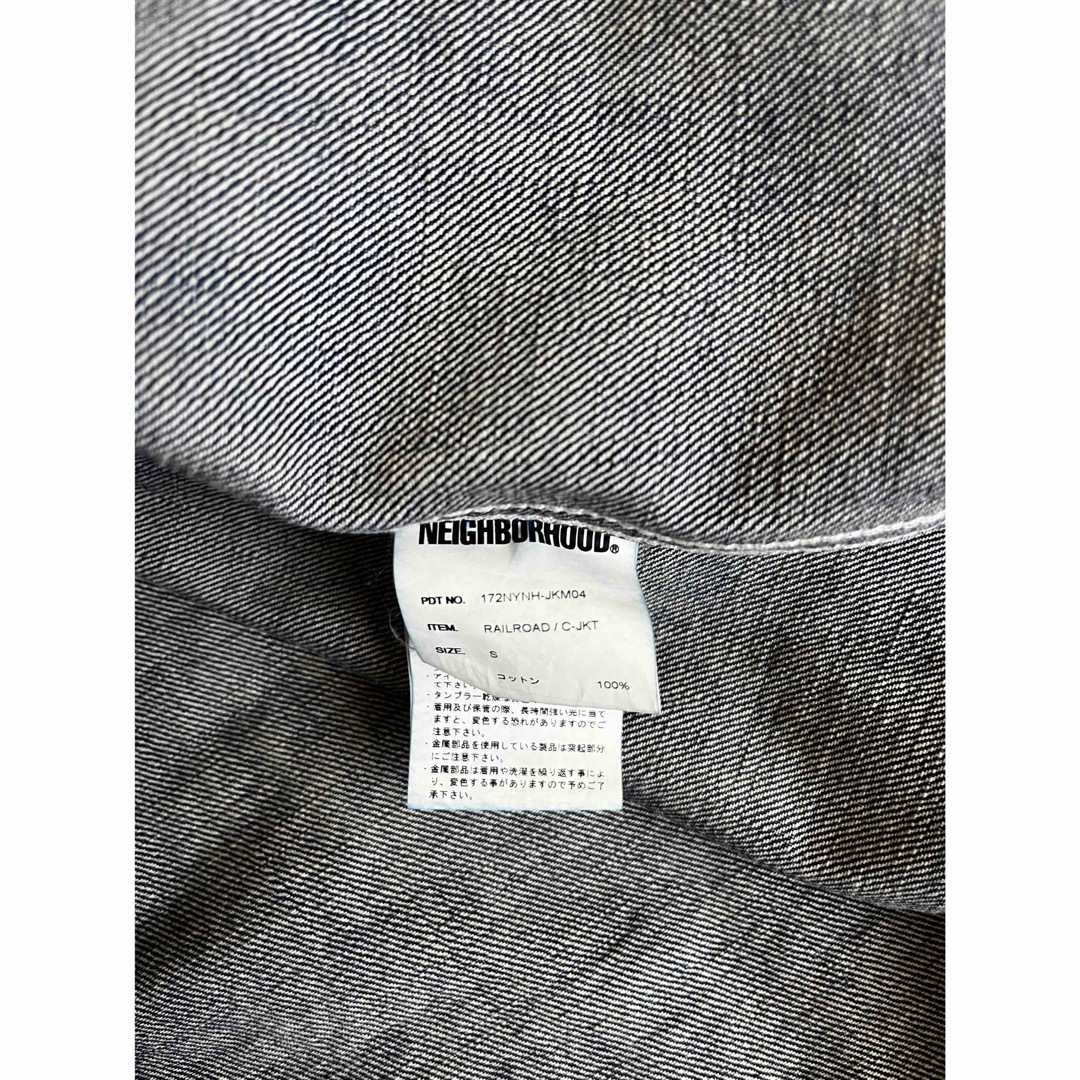 NEIGHBORHOOD®
PDT NO. 172NYNH-JKM04
ITEM. RAILROAD / C-JKT
SIZE. S
コットン 100%
・アイ
て下さい
・タンブラー乾燥は
・着用及び保管の際、長時間強い光に当て
ますと、変色する恐れがありますのでご
注意下さい。
・金属部品を使用している製品は突起部分
にご注意下さい。
・金属部品は着用や洗濯を繰り返す事によ
り、変色する事がありますので予めご了
承下さい。